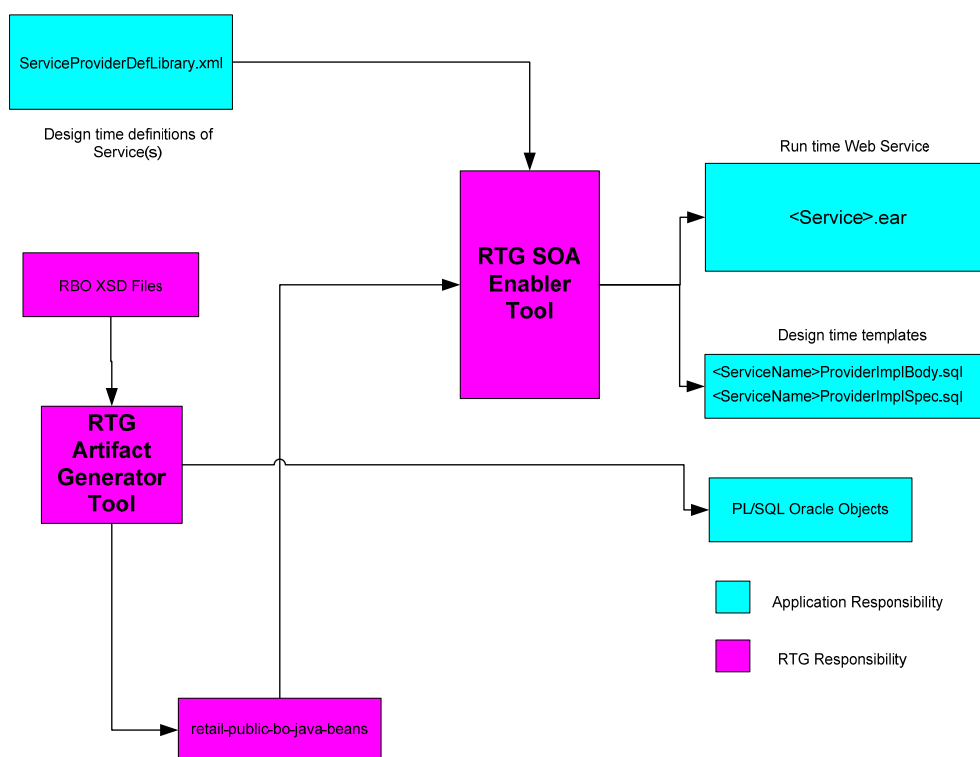 ServiceProviderDefLibrary.xml
Design time definitions of
Service(s)
Run time Web Service
<Service>.ear
RTG SOA
Enabler
Tool
RBO XSD Files
Design time templates
<ServiceName>ProviderImplBody.sql
<ServiceName>ProviderImplSpec.sql
RTG
Artifact
Generator
Tool
PL/SQL Oracle Objects
Application Responsibility
RTG Responsibility
retail-public-bo-java-beans